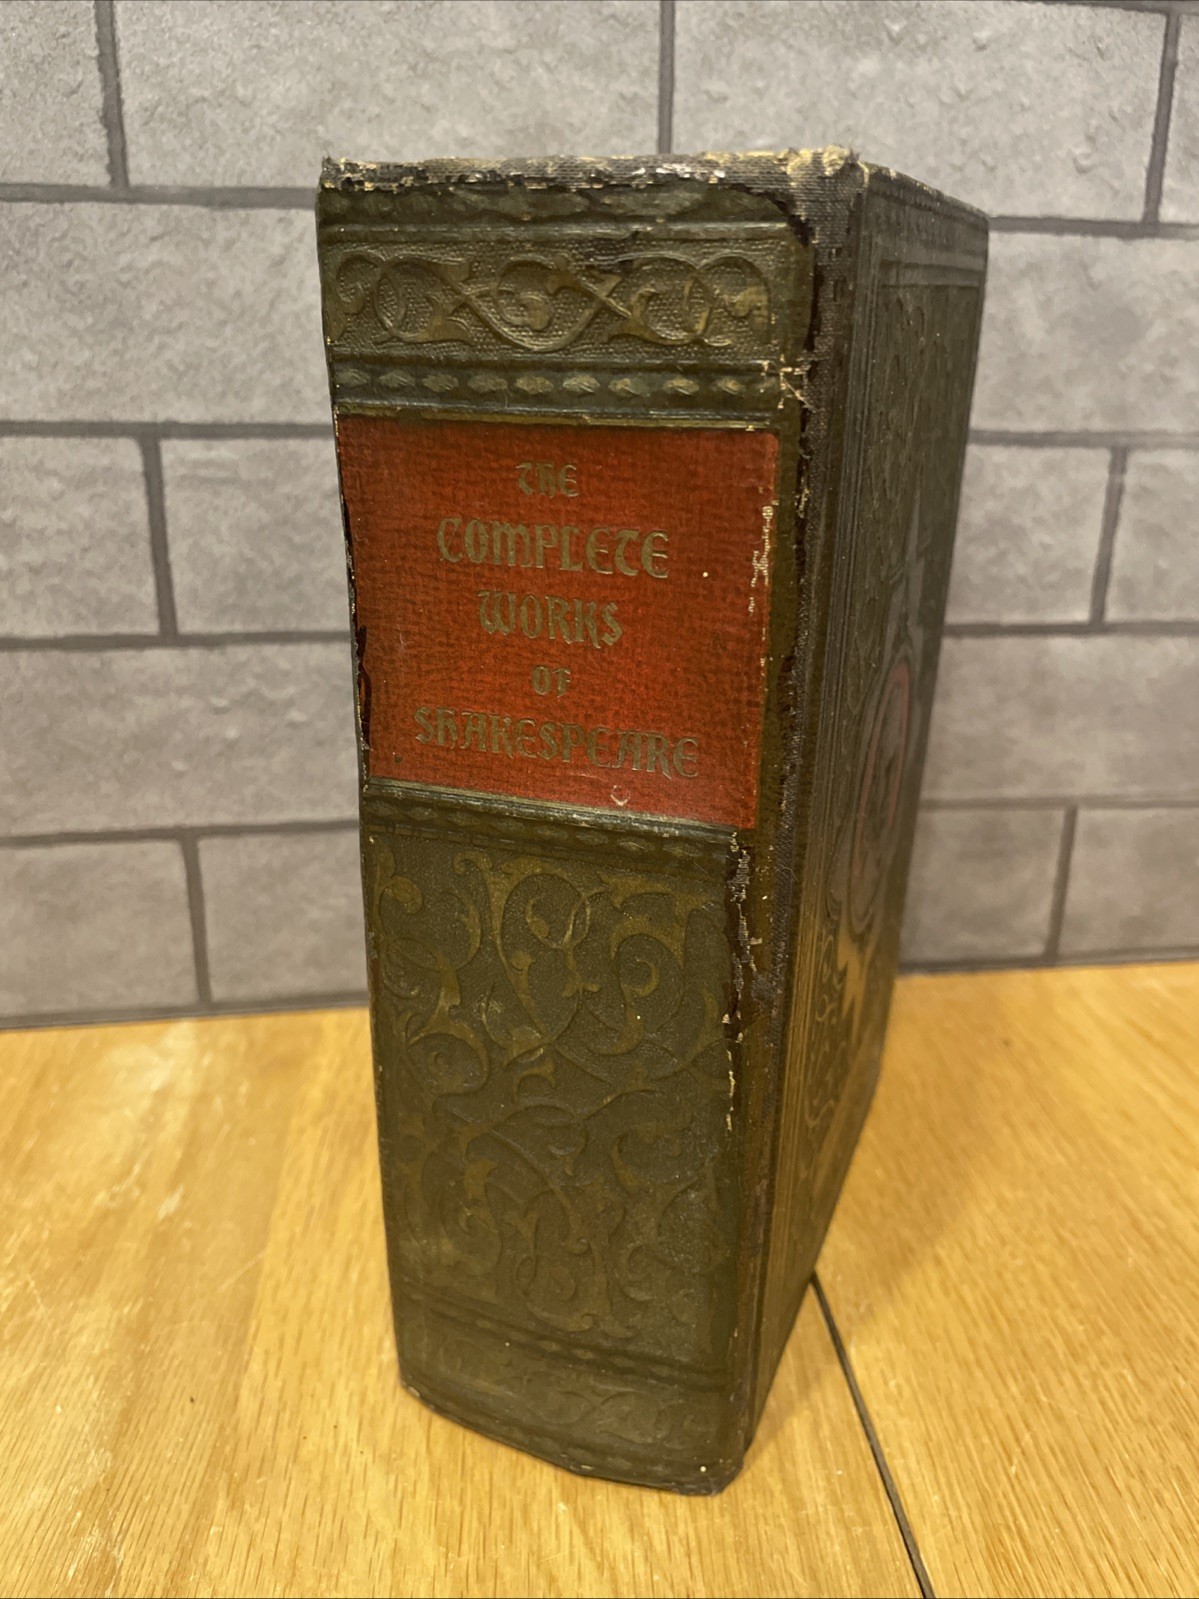 THE
COMPLETE
WORKS
OF
SHAKESPEARE